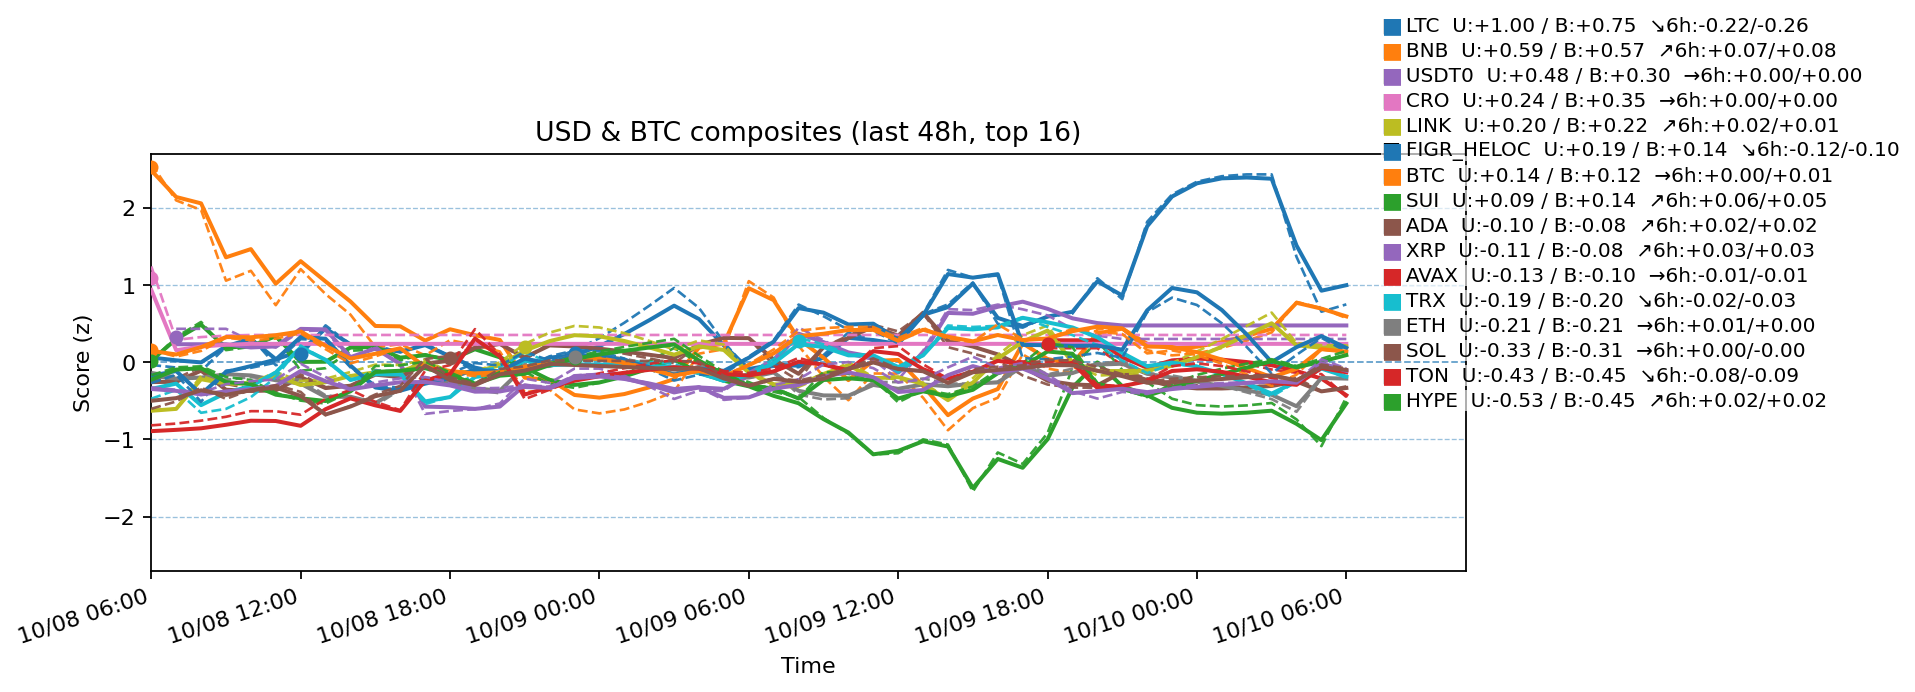 LTC  U:+1.00 / B:+0.75  ↘6h:-0.22/-0.26
BNB  U:+0.59 / B:+0.57  ↗6h:+0.07/+0.08
USDT0  U:+0.48 / B:+0.30  →6h:+0.00/+0.00
CRO  U:+0.24 / B:+0.35  →6h:+0.00/+0.00
LINK  U:+0.20 / B:+0.22  ↗6h:+0.02/+0.01
FIGR_HELOC  U:+0.19 / B:+0.14  ↘6h:-0.12/-0.10
BTC  U:+0.14 / B:+0.12  →6h:+0.00/+0.01
SUI  U:+0.09 / B:+0.14  ↗6h:+0.06/+0.05
ADA  U:-0.10 / B:-0.08  ↗6h:+0.02/+0.02
XRP  U:-0.11 / B:-0.08  ↗6h:+0.03/+0.03
AVAX  U:-0.13 / B:-0.10  →6h:-0.01/-0.01
TRX  U:-0.19 / B:-0.20  ↘6h:-0.02/-0.03
ETH  U:-0.21 / B:-0.21  →6h:+0.01/+0.00
SOL  U:-0.33 / B:-0.31  →6h:+0.00/-0.00
TON  U:-0.43 / B:-0.45  ↘6h:-0.08/-0.09
HYPE  U:-0.53 / B:-0.45  ↗6h:+0.02/+0.02
USD & BTC composites (last 48h, top 16)
Score (z)
2
1
0
−1
−2
10/08 06:00
10/08 12:00
10/08 18:00
10/09 00:00
10/09 06:00
10/09 12:00
10/09 18:00
10/10 00:00
10/10 06:00
Time